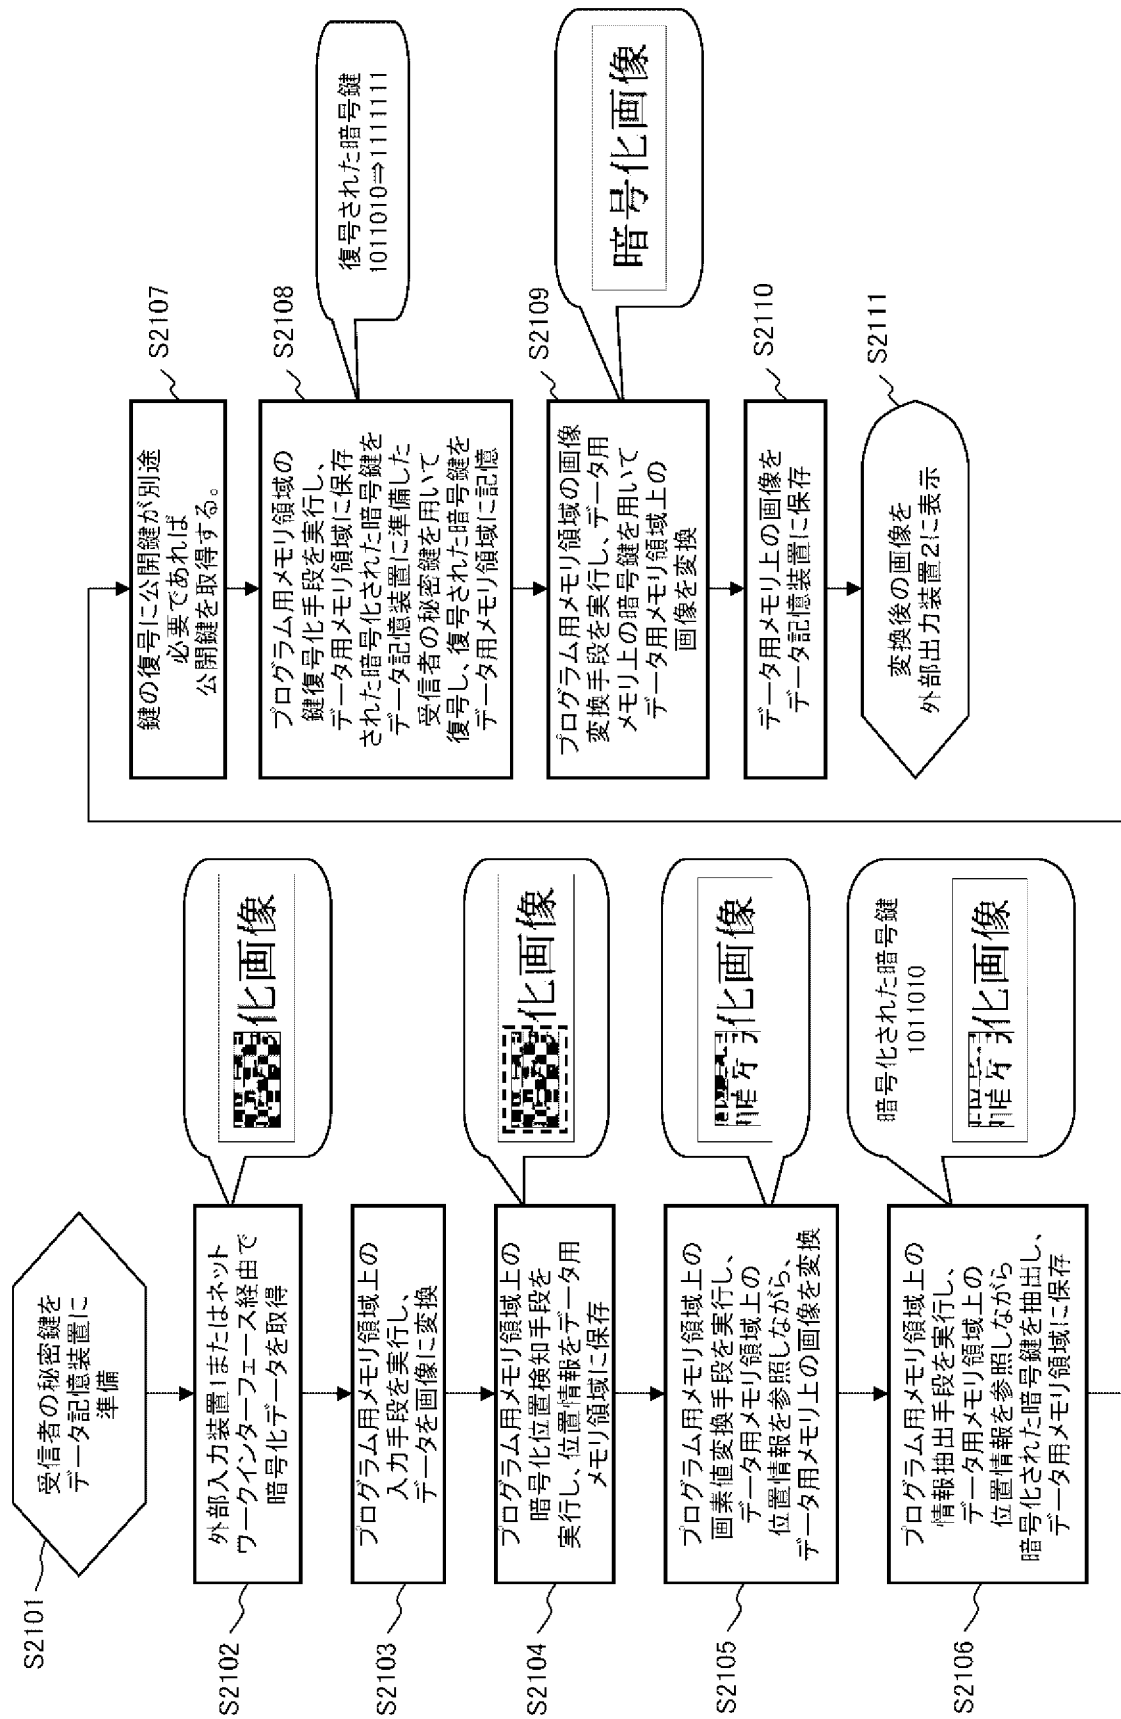 S2101
受信者の秘密鍵を
データ記憶装置に
準備
S2102
外部入力装置1またはネット
ワークインターフェース経由で
暗号化データを取得
化画像
S2103
プログラム用メモリ領域上の
入力手段を実行し、
データを画像に変換
S2104
プログラム用メモリ領域上の
暗号化位置検知手段を
実行し、位置情報をデータ用
メモリ領域に保存
化画像
S2105
プログラム用メモリ領域上の
画素値変換手段を実行し、
データ用メモリ領域上の
位置情報を参照しながら、
データ用メモリ上の画像を変換
化画像
S2106
プログラム用メモリ領域上の
情報抽出手段を実行し、
データ用メモリ領域上の
位置情報を参照しながら
暗号化された暗号鍵を抽出し、
データ用メモリ領域に保存
暗号化された暗号鍵
1011010
化画像
S2107
鍵の復号に公開鍵が別途
必要であれば
公開鍵を取得する。
S2108
プログラム用メモリ領域の
鍵復号化手段を実行し、
データ用メモリ領域に保存
された暗号化された暗号鍵を
データ記憶装置に準備した
受信者の秘密鍵を用いて
復号し、復号された暗号鍵を
データ用メモリ領域に記憶
復号された暗号鍵
1011010⇒1111111
S2109
プログラム用メモリ領域の画像
変換手段を実行し、データ用
メモリ上の暗号鍵を用いて
データ用メモリ領域上の
画像を変換
暗号化画像
S2110
データ用メモリ上の画像を
データ記憶装置に保存
S2111
変換後の画像を
外部出力装置2に表示